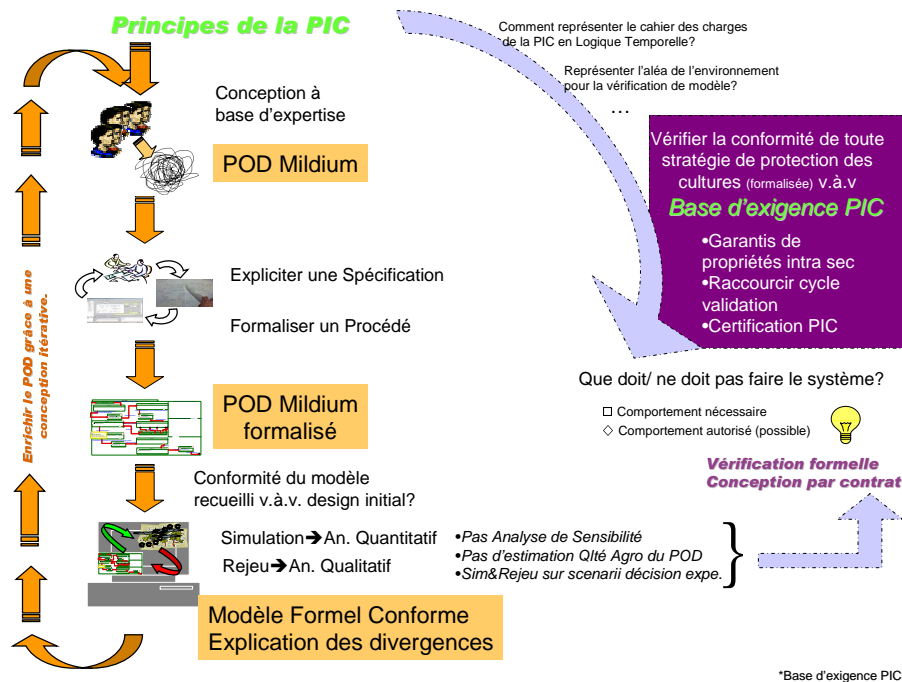 Principes de la PIC
Comment représenter le cahier des charges
de la PIC en Logique Temporelle?
Représenter l'aléa de l'environnement
pour la vérification de modèle?
…
Conception à
base d'expertise
POD Mildium
Vérifier la conformité de toute
stratégie de protection des
cultures (formalisée) v.à.v
Base d'exigence PIC
•Garantis de
propriétés intra sec
•Raccourcir cycle
validation
•Certification PIC
Expliciter une Spécification
Formaliser un Procédé
Enrichir le POD grâce à une
conception itérative.
POD Mildium
formalisé
Que doit/ ne doit pas faire le système?
□ Comportement nécessaire
◇ Comportement autorisé (possible)
Vérification formelle
Conception par contrat
Conformité du modèle
recueilli v.à.v. design initial?
Simulation➔An. Quantitatif
Rejeu➔An. Qualitatif
•Pas Analyse de Sensibilité
•Pas d'estimation Qlté Agro du POD
•Sim&Rejeu sur scenarii décision expe.
Modèle Formel Conforme
Explication des divergences
*Base d'exigence PIC